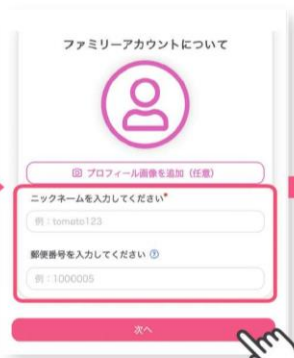 ファミリーアカウントについて
プロフィール画像を追加（任意）
ニックネームを入力してください*
例：tomato123
郵便番号を入力してください ?
例：1000005
次へ